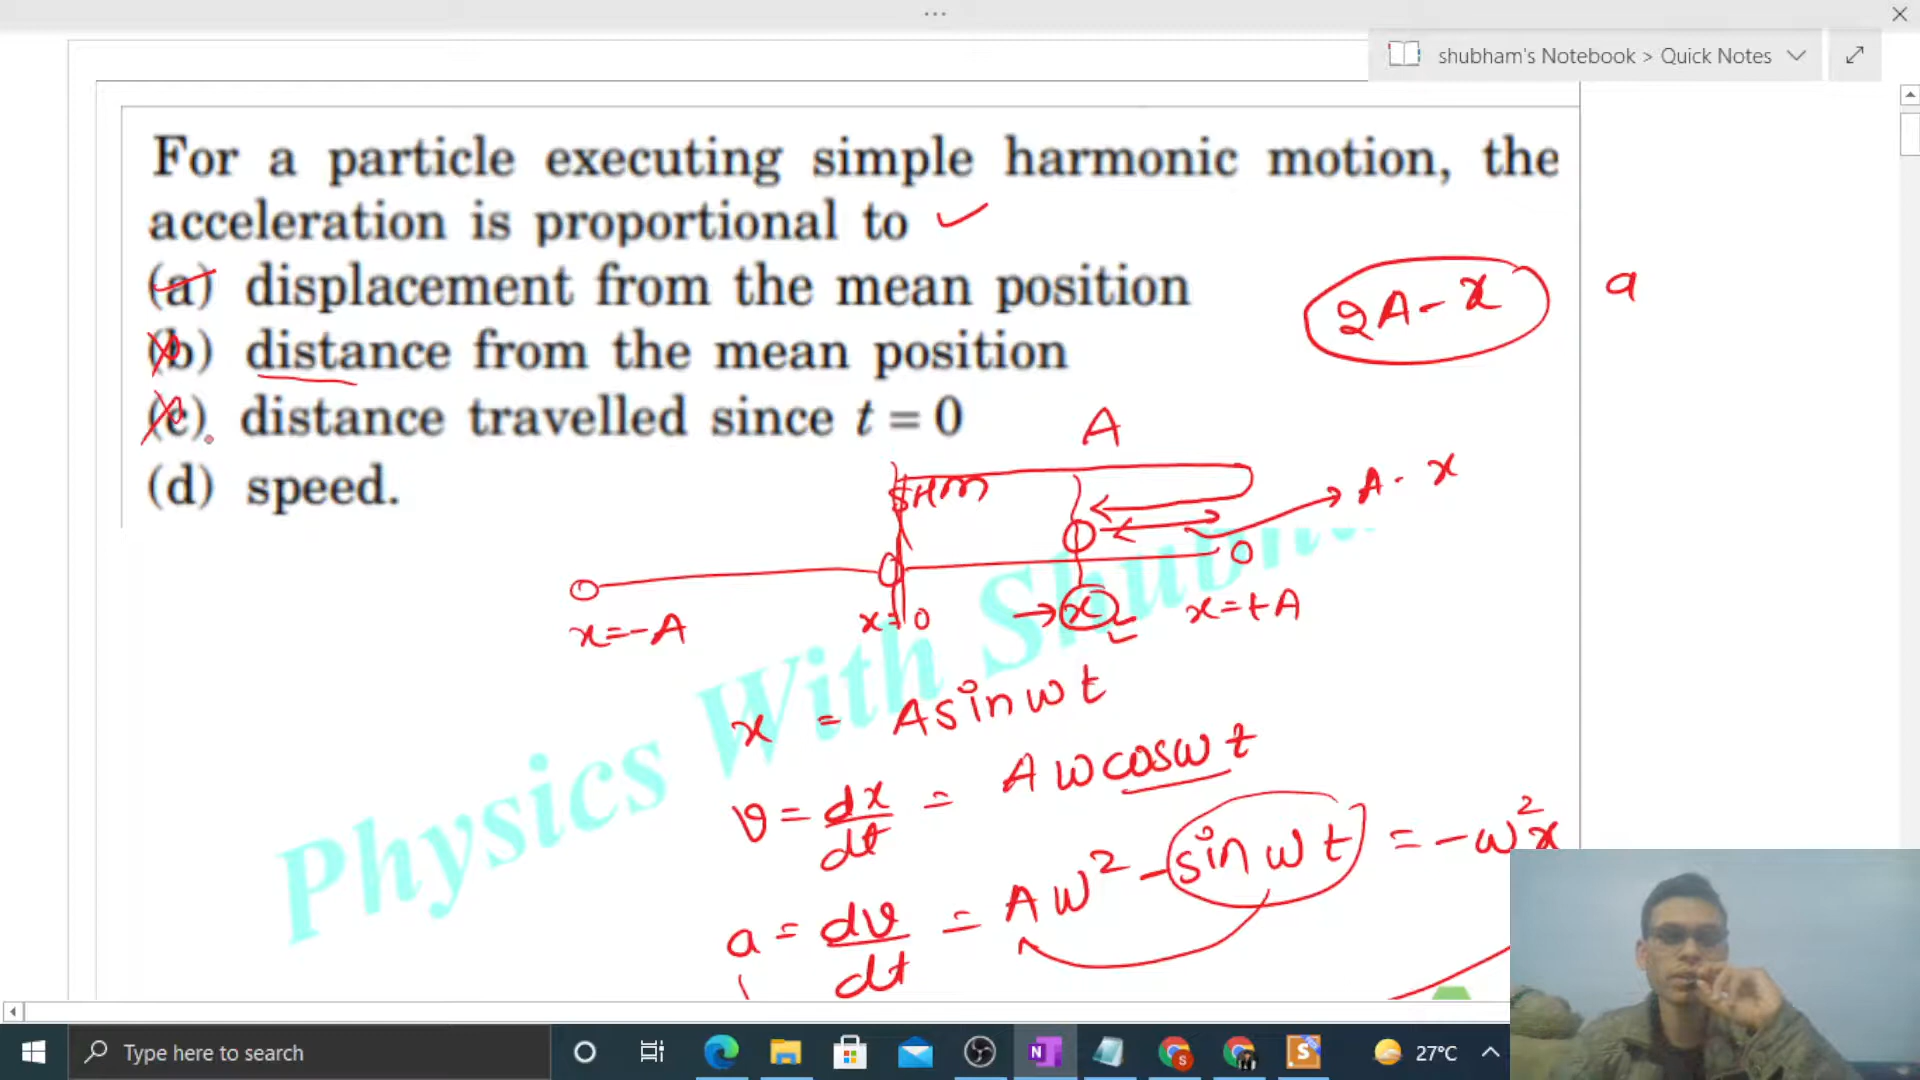 shubham's Notebook > Quick Notes
For a particle executing simple harmonic motion, the
acceleration is proportional to
(a) displacement from the mean position
(b) distance from the mean position
(c) distance travelled since t = 0
(d) speed.
2A - x
a
A
SHM
A - x
x=-A
x=0
x
x=+A
x = A sin ω t
v = dx/dt = A ω cos ω t
a = dv/dt = A ω² - sin ω t = - ω² x
Physics With Shubh
Type here to search
27°C